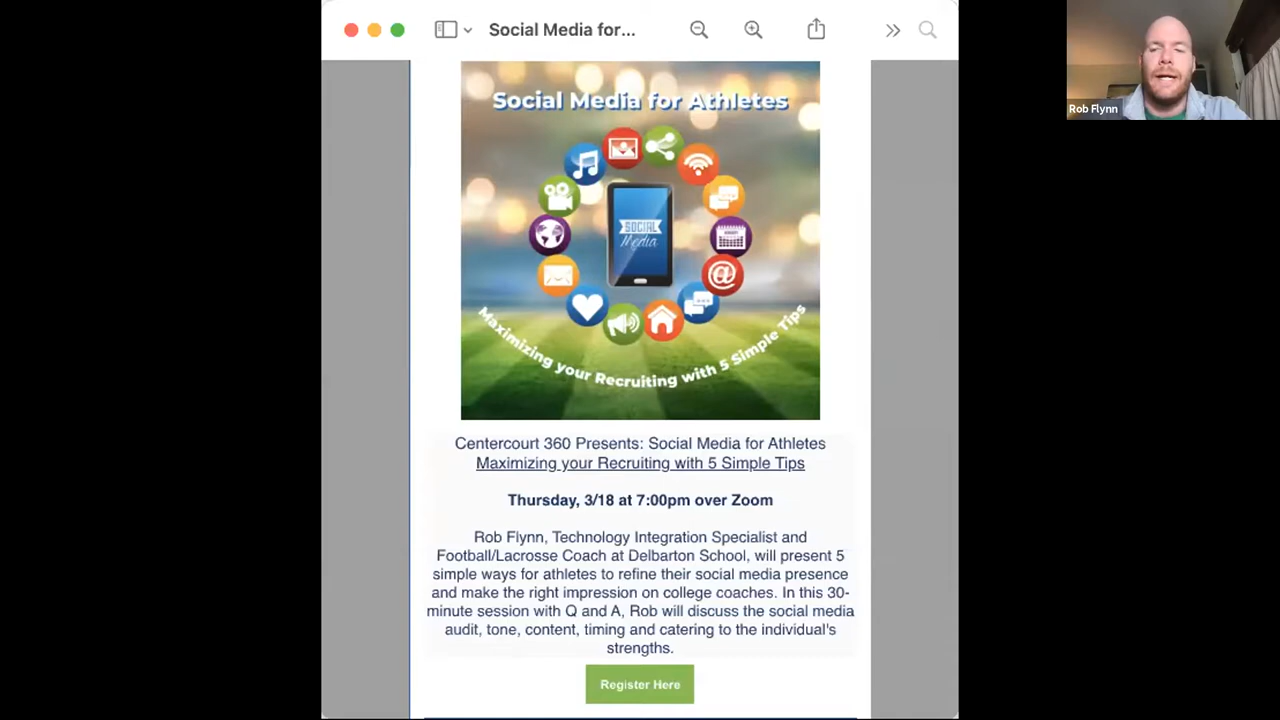 Social Media for...
Rob Flynn
Social Media for Athletes
SOCIAL
Media
@
Maximizing your Recruiting with 5 Simple Tips
Centercourt 360 Presents: Social Media for Athletes
Maximizing your Recruiting with 5 Simple Tips
Thursday, 3/18 at 7:00pm over Zoom
Rob Flynn, Technology Integration Specialist and
Football/Lacrosse Coach at Delbarton School, will present 5
simple ways for athletes to refine their social media presence
and make the right impression on college coaches. In this 30-
minute session with Q and A, Rob will discuss the social media
audit, tone, content, timing and catering to the individual's
strengths.
Register Here